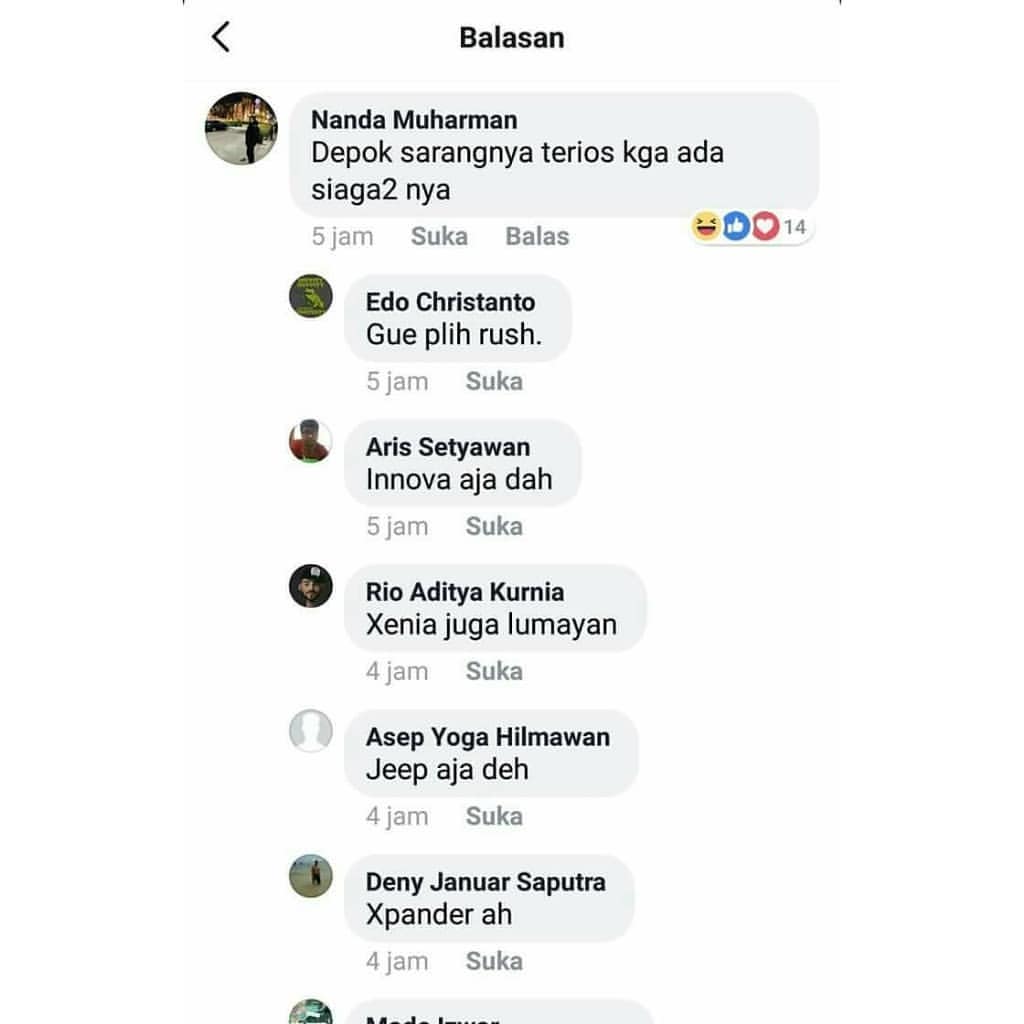 Balasan
Nanda Muharman
Depok sarangnya terios kga ada
siaga2 nya
5 jam Suka Balas 14
Edo Christanto
Gue plih rush.
5 jam Suka
Aris Setyawan
Innova aja dah
5 jam Suka
Rio Aditya Kurnia
Xenia juga lumayan
4 jam Suka
Asep Yoga Hilmawan
Jeep aja deh
4 jam Suka
Deny Januar Saputra
Xpander ah
4 jam Suka